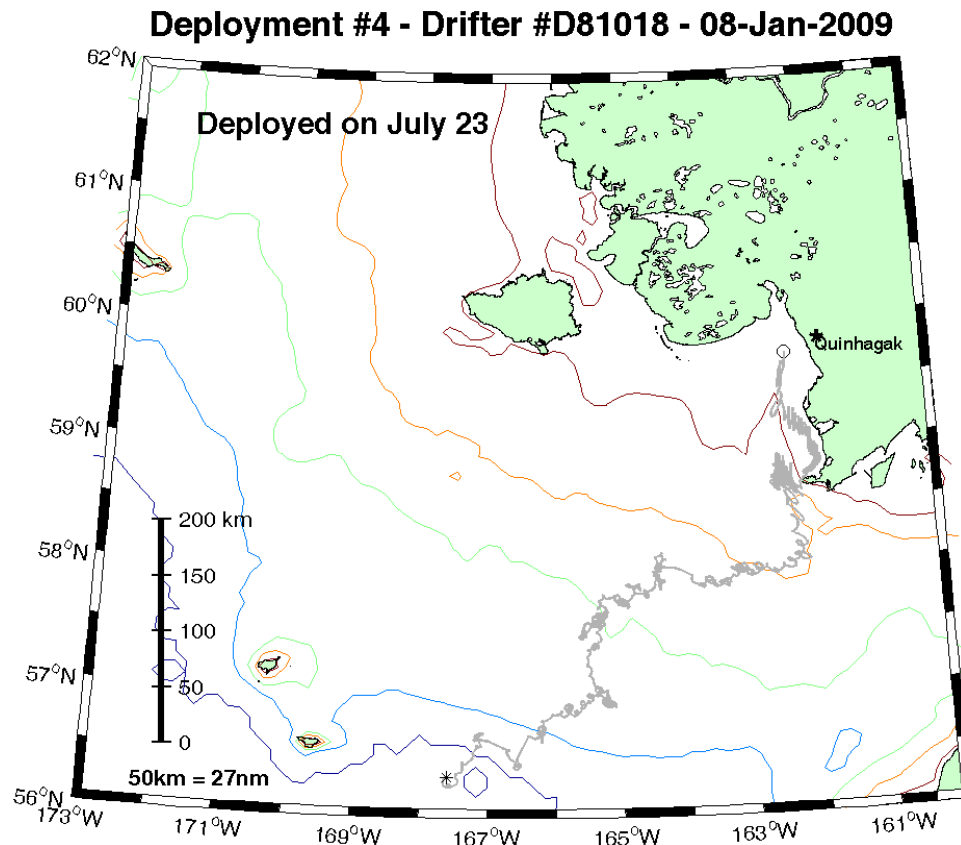 Deployment #4 - Drifter #D81018 - 08-Jan-2009
62°N
Deployed on July 23
61°N
60°N
Quinhagak
59°N
200 km
58°N
150
100
57°N
50
0
50km = 27nm
56°N
173°W
171°W
169°W
167°W
165°W
163°W
161°W